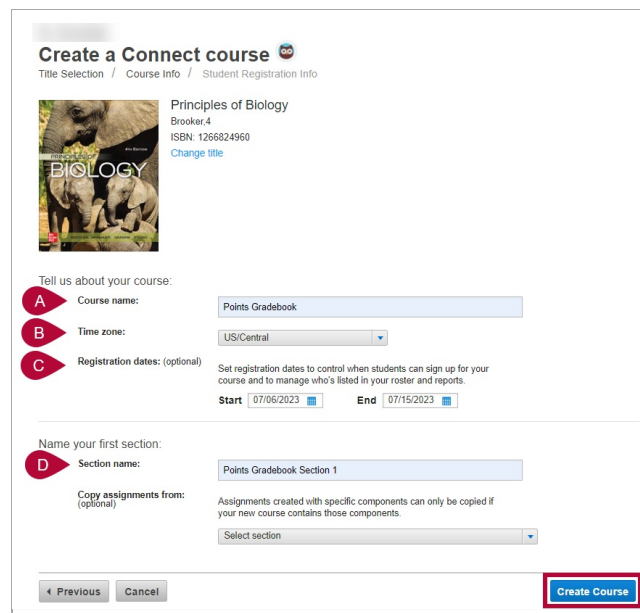 Create a Connect course
Title Selection / Course Info / Student Registration Info
Principles of Biology
Brooker,4
ISBN: 1266824960
Change title
PRINCIPLES OF
BIOLOGY
Tell us about your course:
A Course name: Points Gradebook
B Time zone: US/Central
C Registration dates: (optional)
Set registration dates to control when students can sign up for your
course and to manage who's listed in your roster and reports.
Start 07/06/2023 End 07/15/2023
Name your first section:
D Section name: Points Gradebook Section 1
Copy assignments from:
(optional)
Assignments created with specific components can only be copied if
your new course contains those components.
Select section
Previous Cancel Create Course